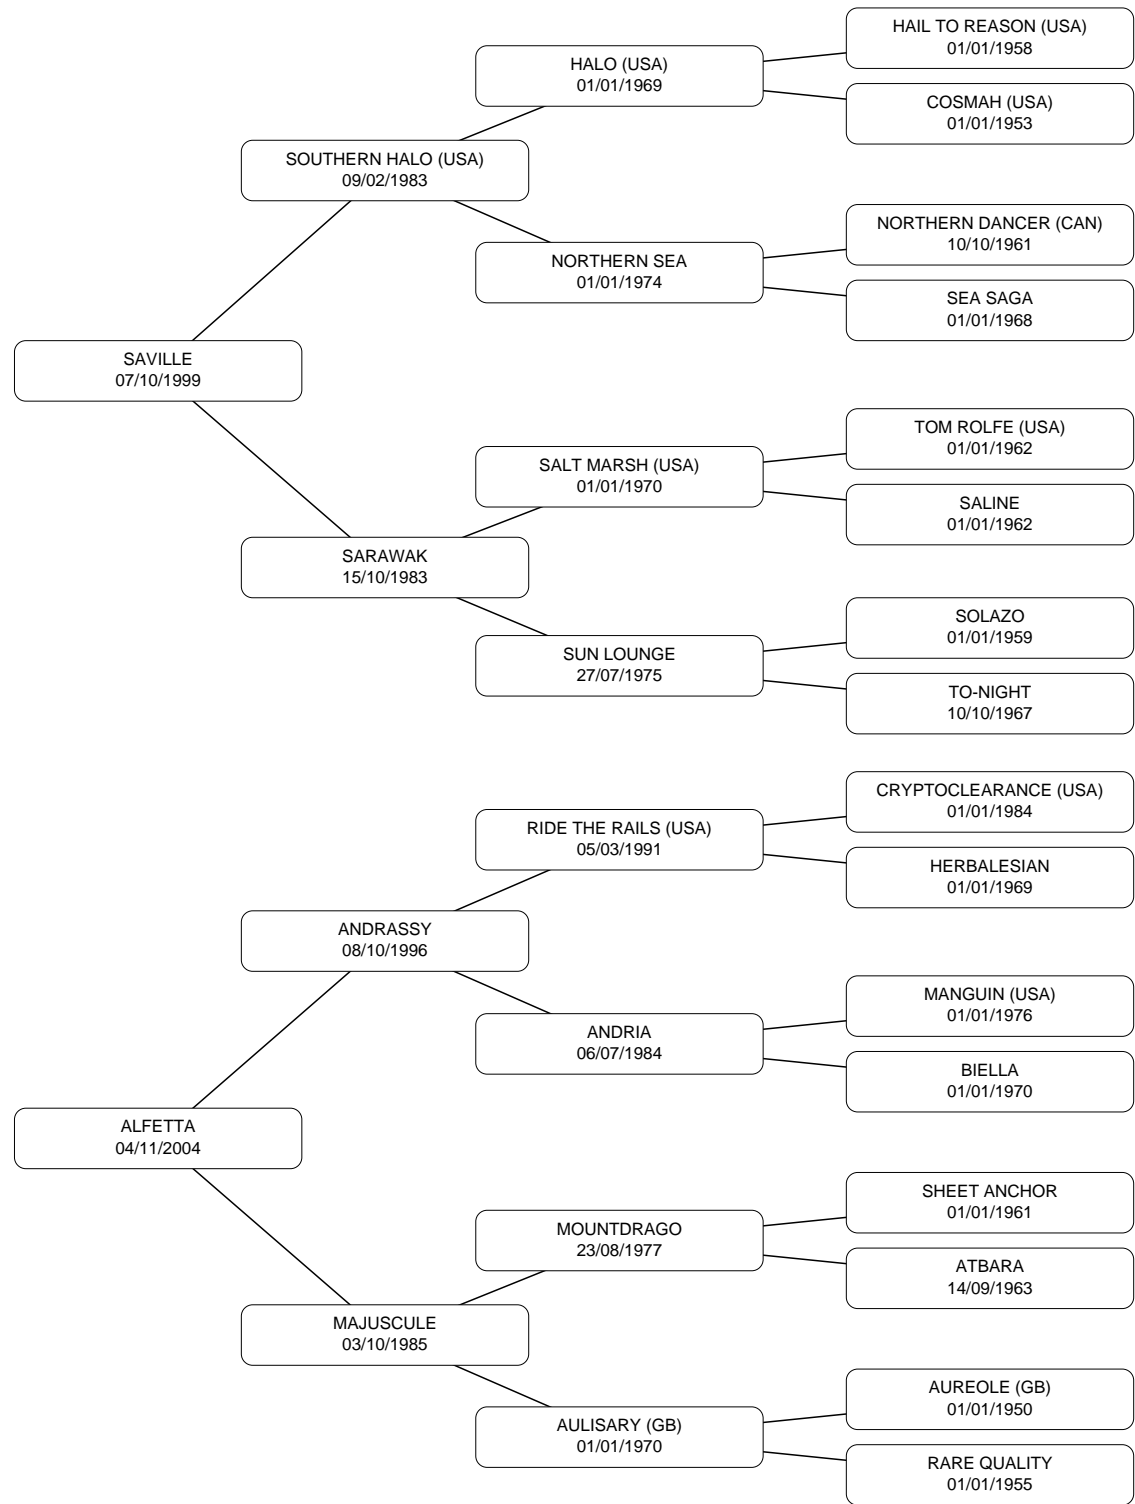 HAIL TO REASON (USA)
01/01/1958
HALO (USA)
01/01/1969
COSMAH (USA)
01/01/1953
SOUTHERN HALO (USA)
09/02/1983
NORTHERN DANCER (CAN)
10/10/1961
NORTHERN SEA
01/01/1974
SEA SAGA
01/01/1968
SAVILLE
07/10/1999
TOM ROLFE (USA)
01/01/1962
SALT MARSH (USA)
01/01/1970
SALINE
01/01/1962
SARAWAK
15/10/1983
SOLAZO
01/01/1959
SUN LOUNGE
27/07/1975
TO-NIGHT
10/10/1967
CRYPTOCLEARANCE (USA)
01/01/1984
RIDE THE RAILS (USA)
05/03/1991
HERBALESIAN
01/01/1969
ANDRASSY
08/10/1996
MANGUIN (USA)
01/01/1976
ANDRIA
06/07/1984
BIELLA
01/01/1970
ALFETTA
04/11/2004
SHEET ANCHOR
01/01/1961
MOUNTDRAGO
23/08/1977
ATBARA
14/09/1963
MAJUSCULE
03/10/1985
AUREOLE (GB)
01/01/1950
AULISARY (GB)
01/01/1970
RARE QUALITY
01/01/1955